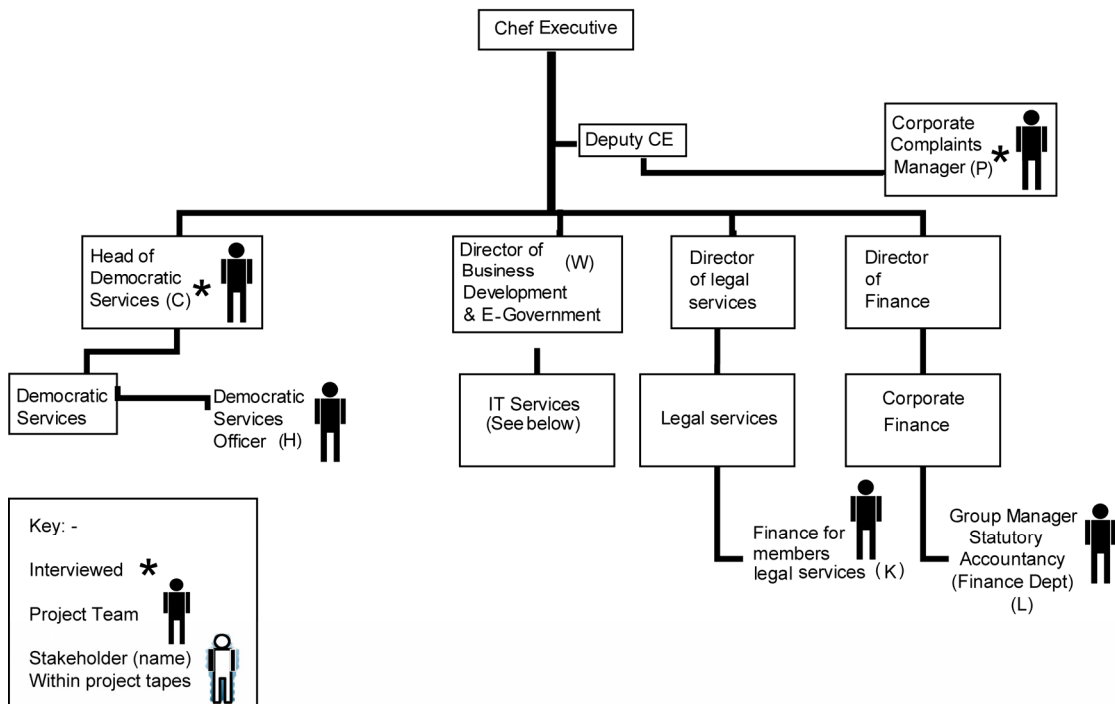 Chef Executive
Deputy CE
Corporate
Complaints
Manager (P) *
Head of
Democratic
Services (C) *
Director of
Business (W)
Development
& E-Government
Director
of legal
services
Director
of
Finance
Democratic
Services
Democratic
Services
Officer (H)
IT Services
(See below)
Legal services
Corporate
Finance
Finance for
members
legal services (K)
Group Manager
Statutory
Accountancy
(Finance Dept)
(L)
Key: -
Interviewed *
Project Team
Stakeholder (name)
Within project tapes